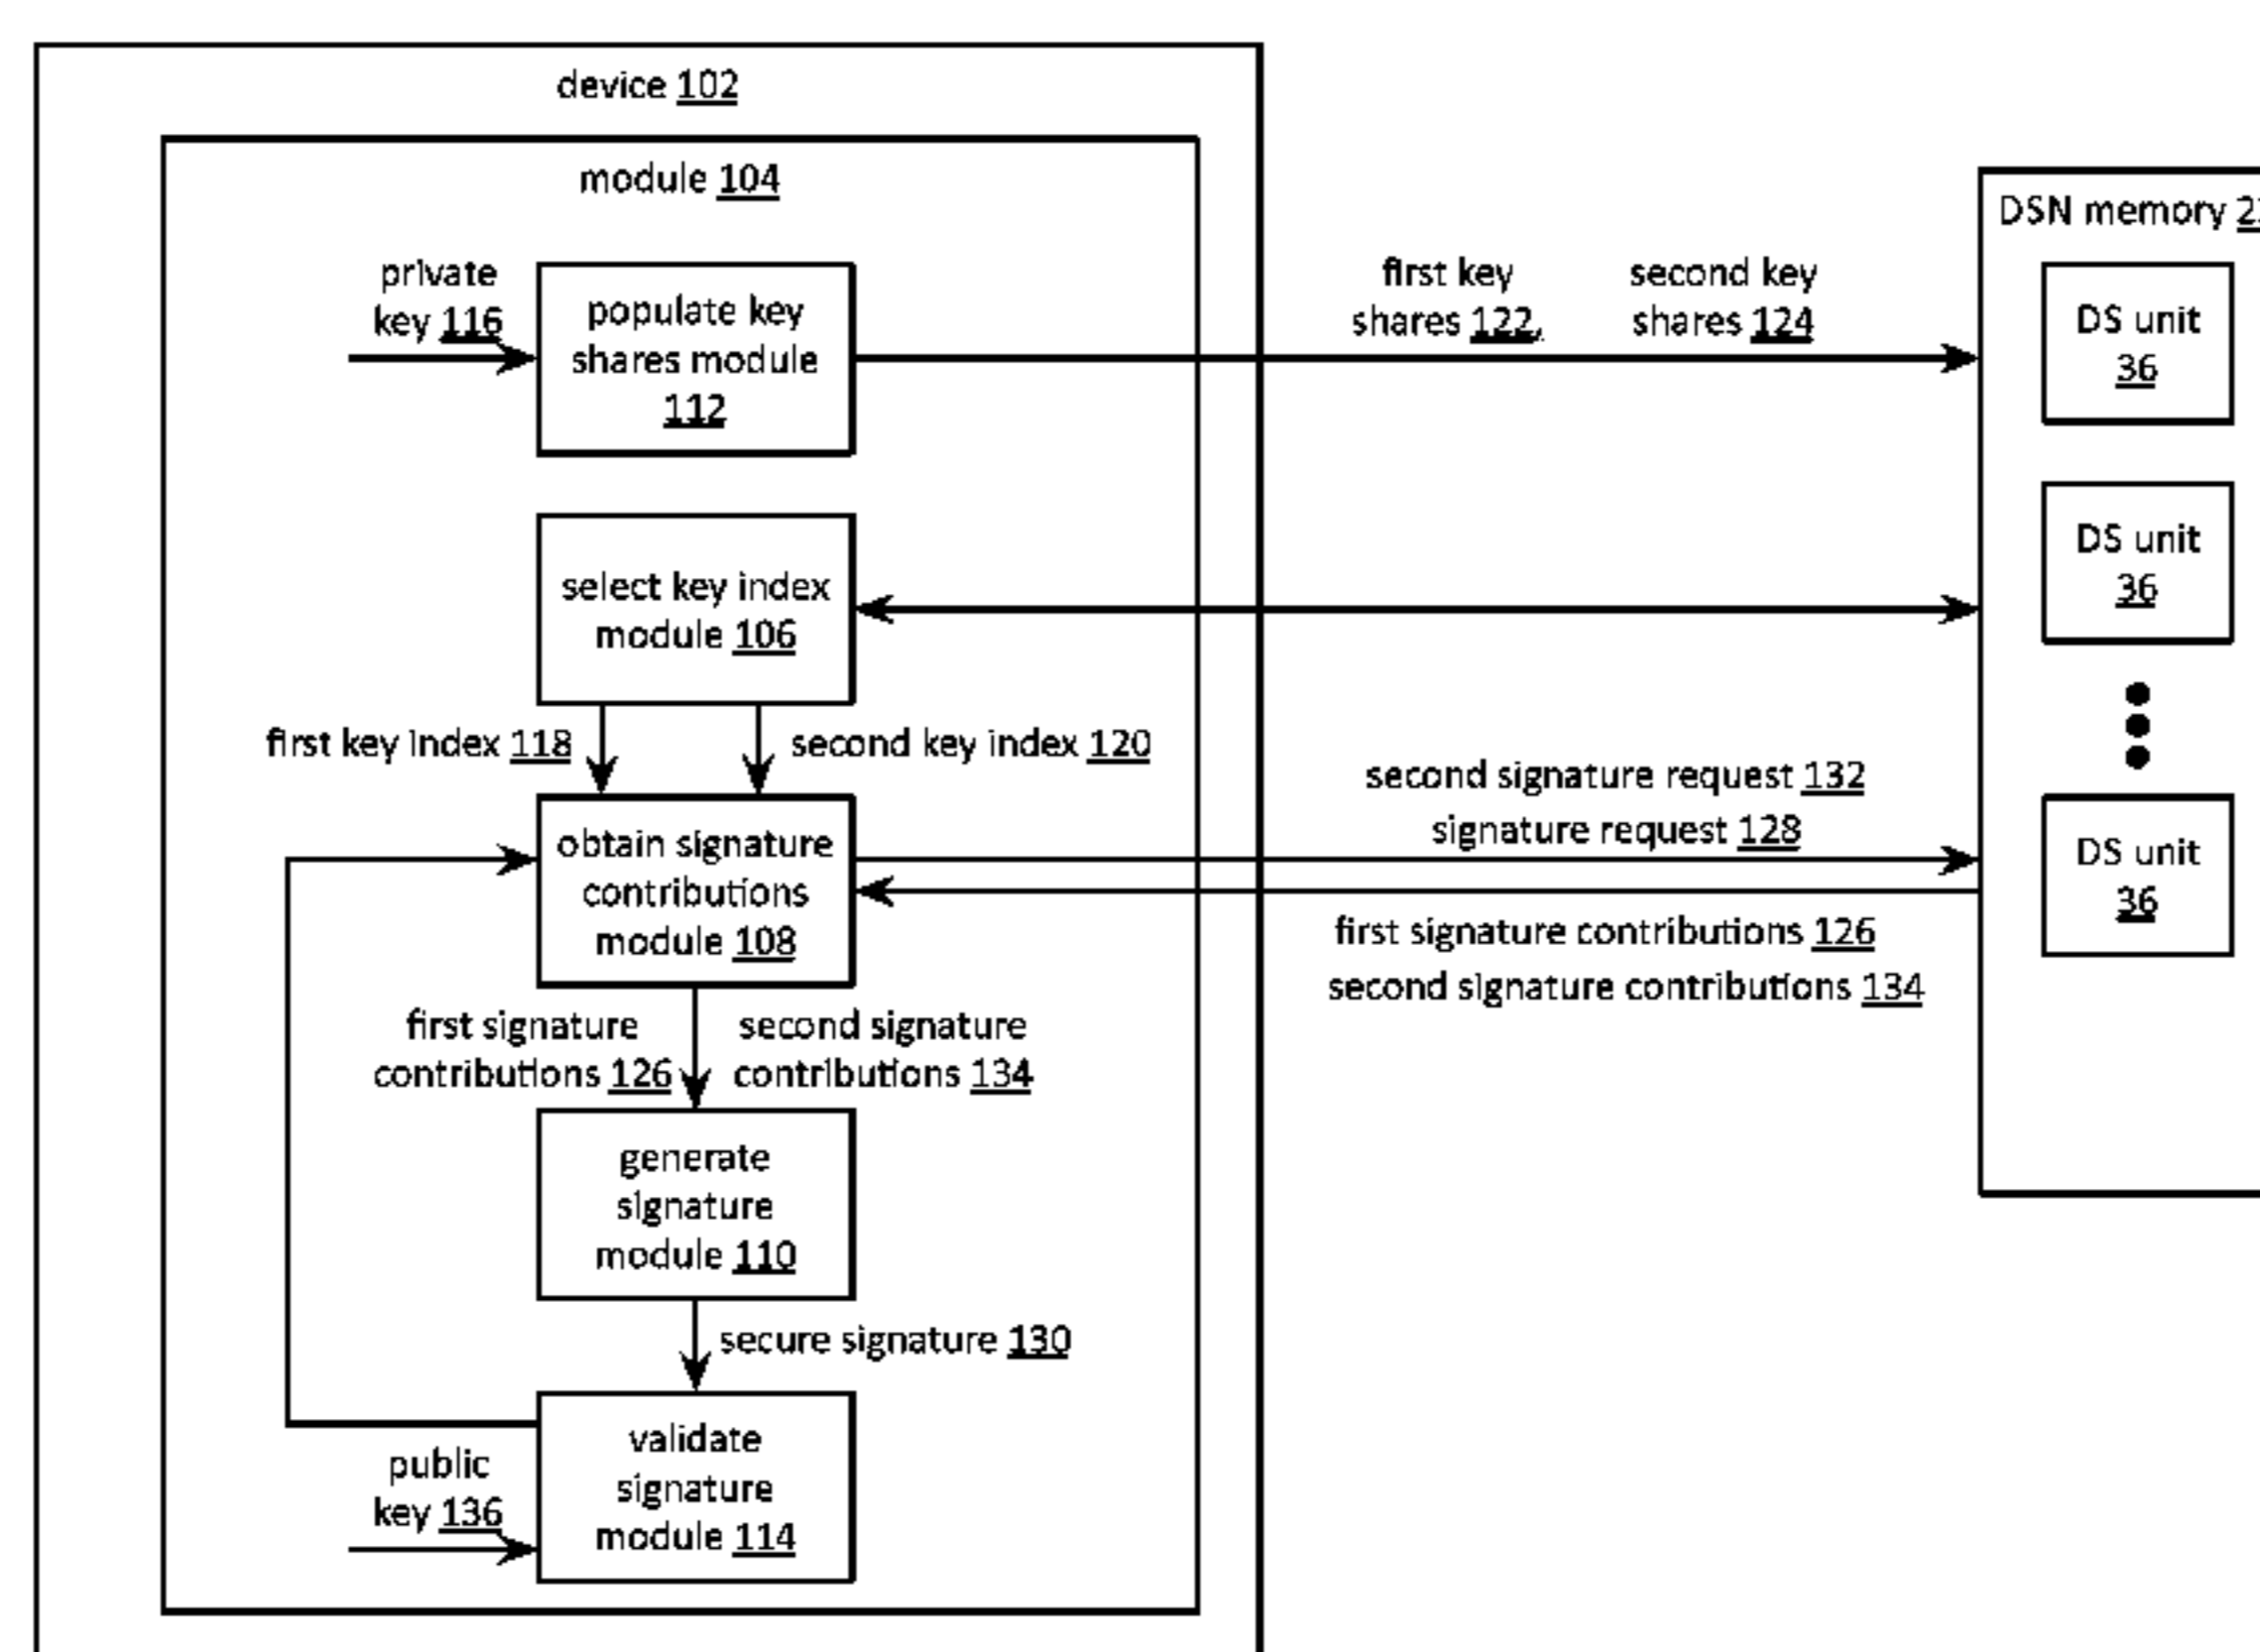 device 102
module 104
private
key 116
populate key
shares module
112
first key
shares 122,
second key
shares 124
DSN memory
DS unit
36
select key index
module 106
DS unit
36
first key index 118
second key index 120
second signature request 132
signature request 128
obtain signature
contributions
module 108
DS unit
36
first signature contributions 126
second signature contributions 134
first signature
contributions 126
second signature
contributions 134
generate
signature
module 110
secure signature 130
validate
signature
module 114
public
key 136